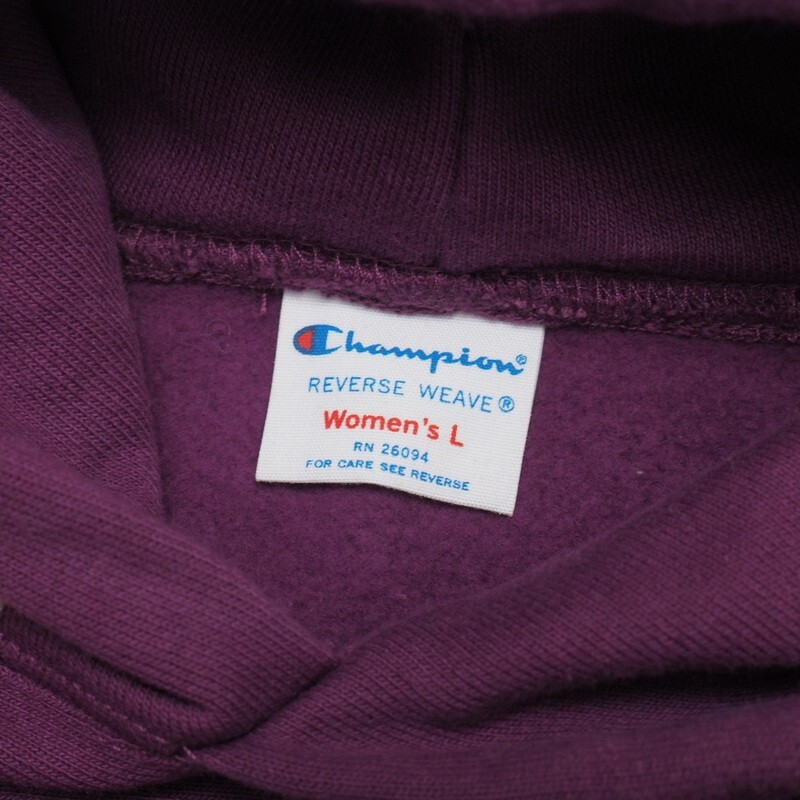 Champion®
REVERSE WEAVE®
Women's L
RN 26094
FOR CARE SEE REVERSE